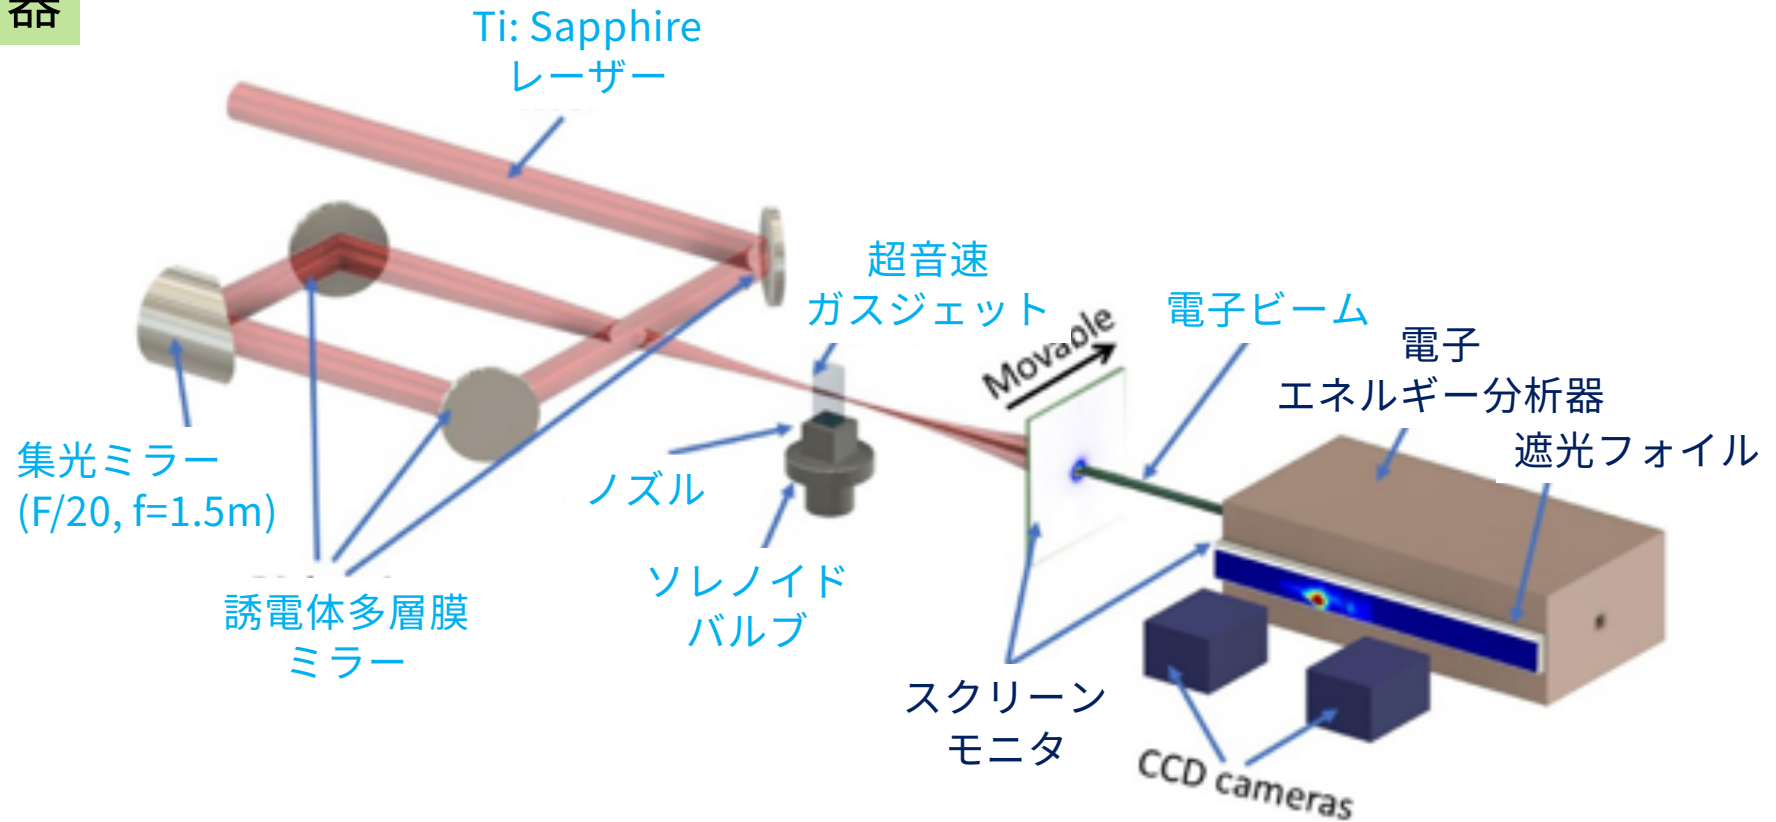 器
Ti: Sapphire
レーザー
超音速
ガスジェット
Movable
電子ビーム
電子
エネルギー分析器
遮光フォイル
集光ミラー
(F/20, f=1.5m)
ノズル
ソレノイド
バルブ
誘電体多層膜
ミラー
スクリーン
モニタ
CCD cameras